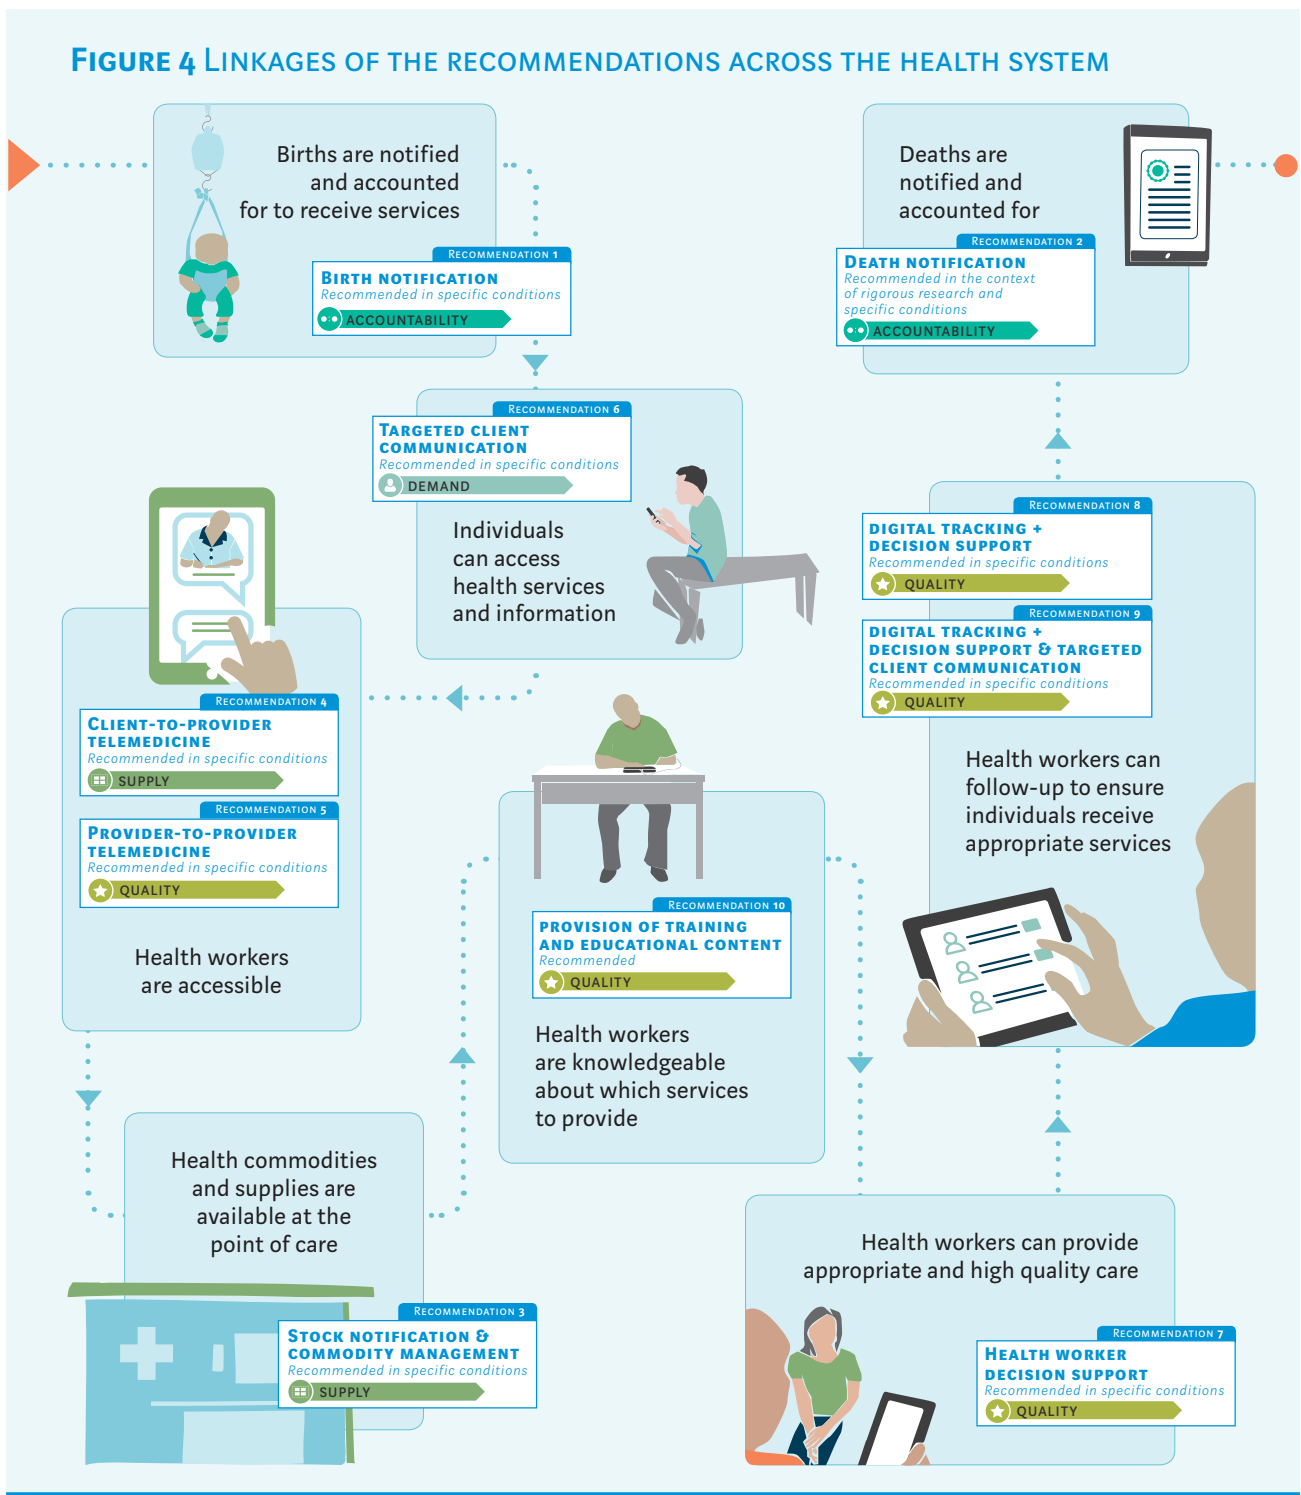 FIGURE 4 LINKAGES OF THE RECOMMENDATIONS ACROSS THE HEALTH SYSTEM
Births are notified
and accounted
for to receive services
RECOMMENDATION 1
BIRTH NOTIFICATION
Recommended in specific conditions
ACCOUNTABILITY
Deaths are
notified and
accounted for
RECOMMENDATION 2
DEATH NOTIFICATION
Recommended in the context
of rigorous research and
specific conditions
ACCOUNTABILITY
RECOMMENDATION 6
TARGETED CLIENT
COMMUNICATION
Recommended in specific conditions
DEMAND
Individuals
can access
health services
and information
RECOMMENDATION 4
CLIENT-TO-PROVIDER
TELEMEDICINE
Recommended in specific conditions
SUPPLY
RECOMMENDATION 5
PROVIDER-TO-PROVIDER
TELEMEDICINE
Recommended in specific conditions
QUALITY
Health workers
are accessible
Health commodities
and supplies are
available at the
point of care
RECOMMENDATION 3
STOCK NOTIFICATION &
COMMODITY MANAGEMENT
Recommended in specific conditions
SUPPLY
RECOMMENDATION 10
PROVISION OF TRAINING
AND EDUCATIONAL CONTENT
Recommended
QUALITY
Health workers
are knowledgeable
about which services
to provide
Health workers can provide
appropriate and high quality care
RECOMMENDATION 7
HEALTH WORKER
DECISION SUPPORT
Recommended in specific conditions
QUALITY
RECOMMENDATION 8
DIGITAL TRACKING +
DECISION SUPPORT
Recommended in specific conditions
QUALITY
RECOMMENDATION 9
DIGITAL TRACKING +
DECISION SUPPORT & TARGETED
CLIENT COMMUNICATION
Recommended in specific conditions
QUALITY
Health workers can
follow-up to ensure
individuals receive
appropriate services